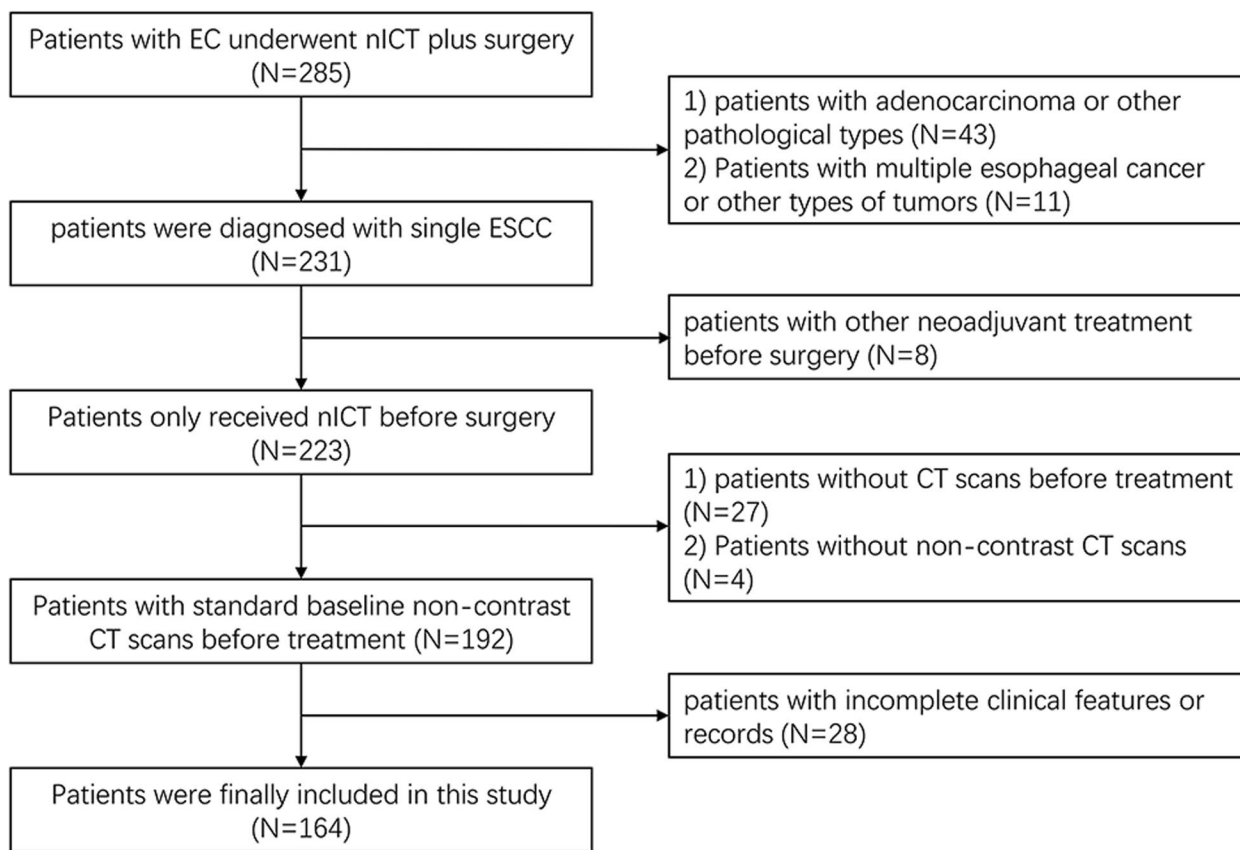 Patients with EC underwent nICT plus surgery
(N=285)
1) patients with adenocarcinoma or other
pathological types (N=43)
2) Patients with multiple esophageal cancer
or other types of tumors (N=11)
patients were diagnosed with single ESCC
(N=231)
patients with other neoadjuvant treatment
before surgery (N=8)
Patients only received nICT before surgery
(N=223)
1) patients without CT scans before treatment
(N=27)
2) Patients without non-contrast CT scans
(N=4)
Patients with standard baseline non-contrast
CT scans before treatment (N=192)
patients with incomplete clinical features or
records (N=28)
Patients were finally included in this study
(N=164)